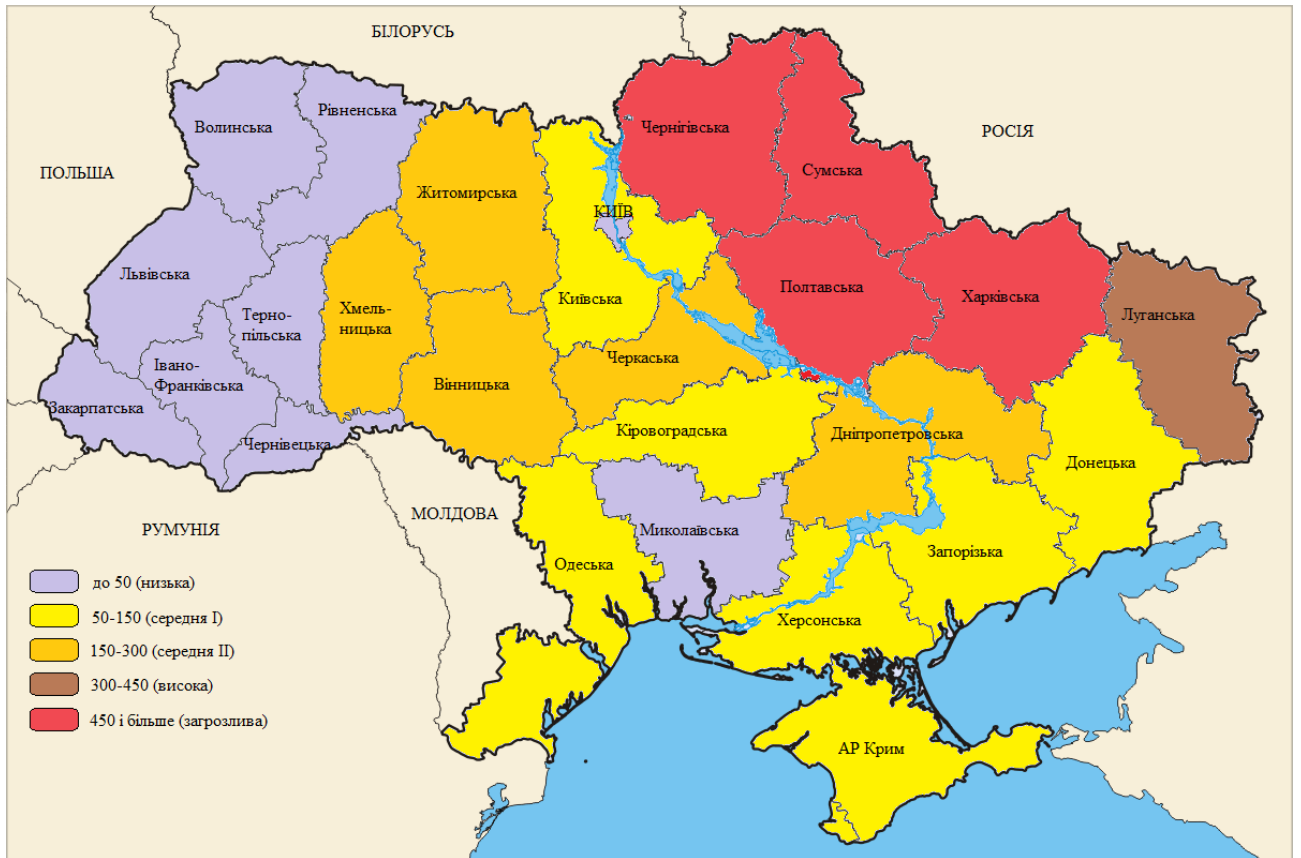 БІЛОРУСЬ
Рівненська
Волинська
Чернігівська
РОСІЯ
ПОЛЬША
Сумська
Житомирська
КИЇВ
Львівська
Полтавська
Харківська
Київська
Хмель-
ницька
Терно-
пільська
Луганська
Черкаська
Івано-
Франківська
Вінницька
Закарпатська
Чернівецька
Кіровоградська
Дніпропетровська
Донецька
МОЛДОВА
РУМУНІЯ
Миколаївська
Запорізька
Одеська
Херсонська
АР Крим
до 50 (низька)
50-150 (середня I)
150-300 (середня II)
300-450 (висока)
450 і більше (загрозлива)